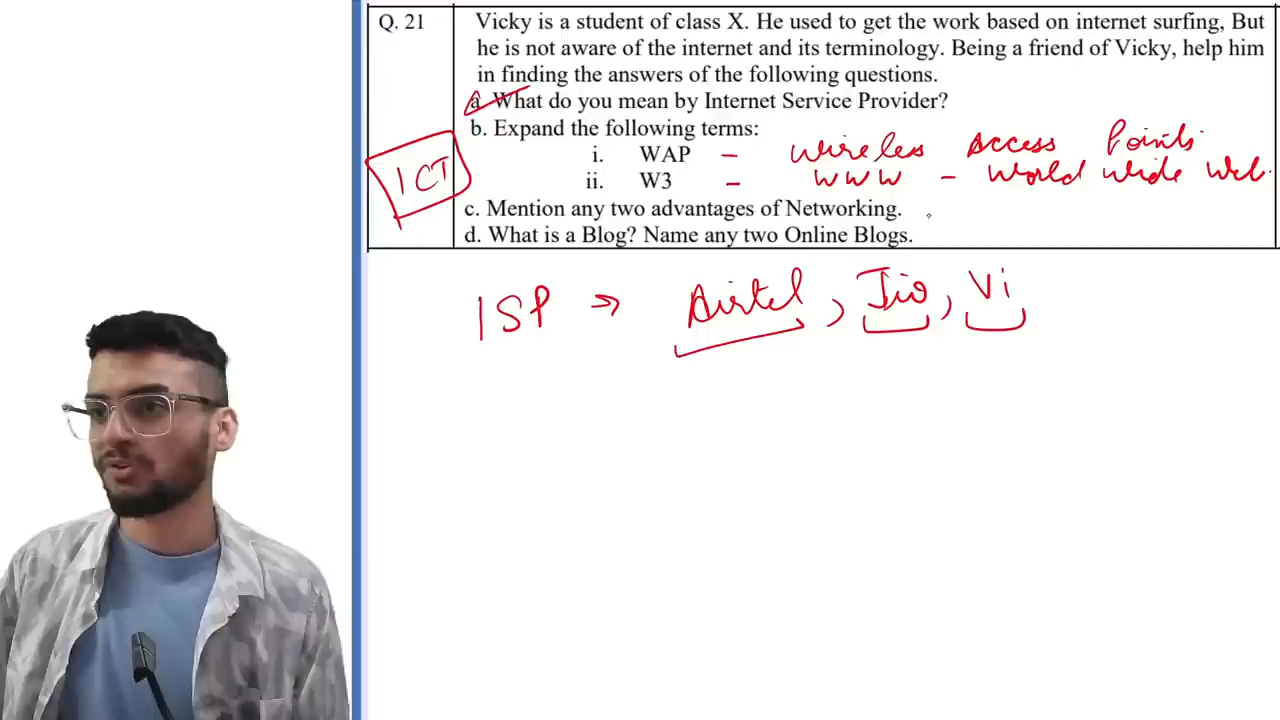 Q. 21 Vicky is a student of class X. He used to get the work based on internet surfing, But
he is not aware of the internet and its terminology. Being a friend of Vicky, help him
in finding the answers of the following questions.
a. What do you mean by Internet Service Provider?
b. Expand the following terms:
i. WAP - Wireless Access Points
ii. W3 - WWW - World Wide Web.
ICT
c. Mention any two advantages of Networking.
d. What is a Blog? Name any two Online Blogs.
ISP ⇒ Airtel, Jio, Vi